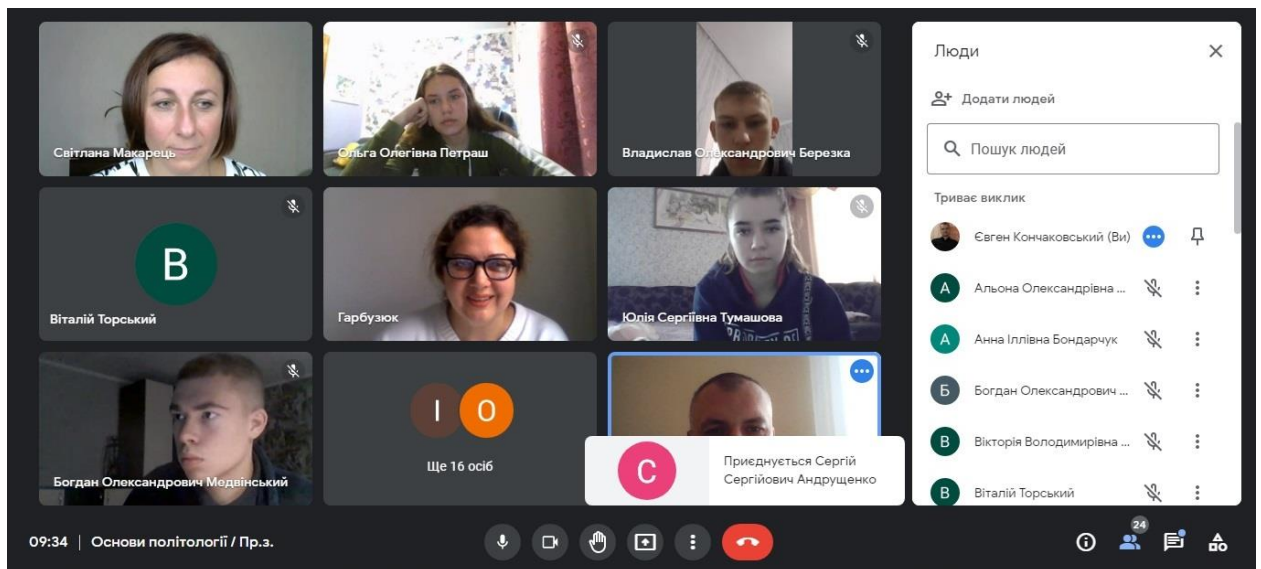 Світлана Макарець
Ольга Олегівна Петраш
Владислав Олександрович Березка
В
Віталій Торський
Гарбузюк
Юлія Сергіївна Тумашова
Богдан Олександрович Медвінський
І О
Ще 16 осіб
С
Приєднується Сергій
Сергійович Андрущенко
Люди
Додати людей
Пошук людей
Триває виклик
Євген Кончаковський (Ви)
А Альона Олександрівна ...
А Анна Іллівна Бондарчук
Б Богдан Олександрович ...
В Вікторія Володимирівна ...
В Віталій Торський
09:34 | Основи політології / Пр.з.
24